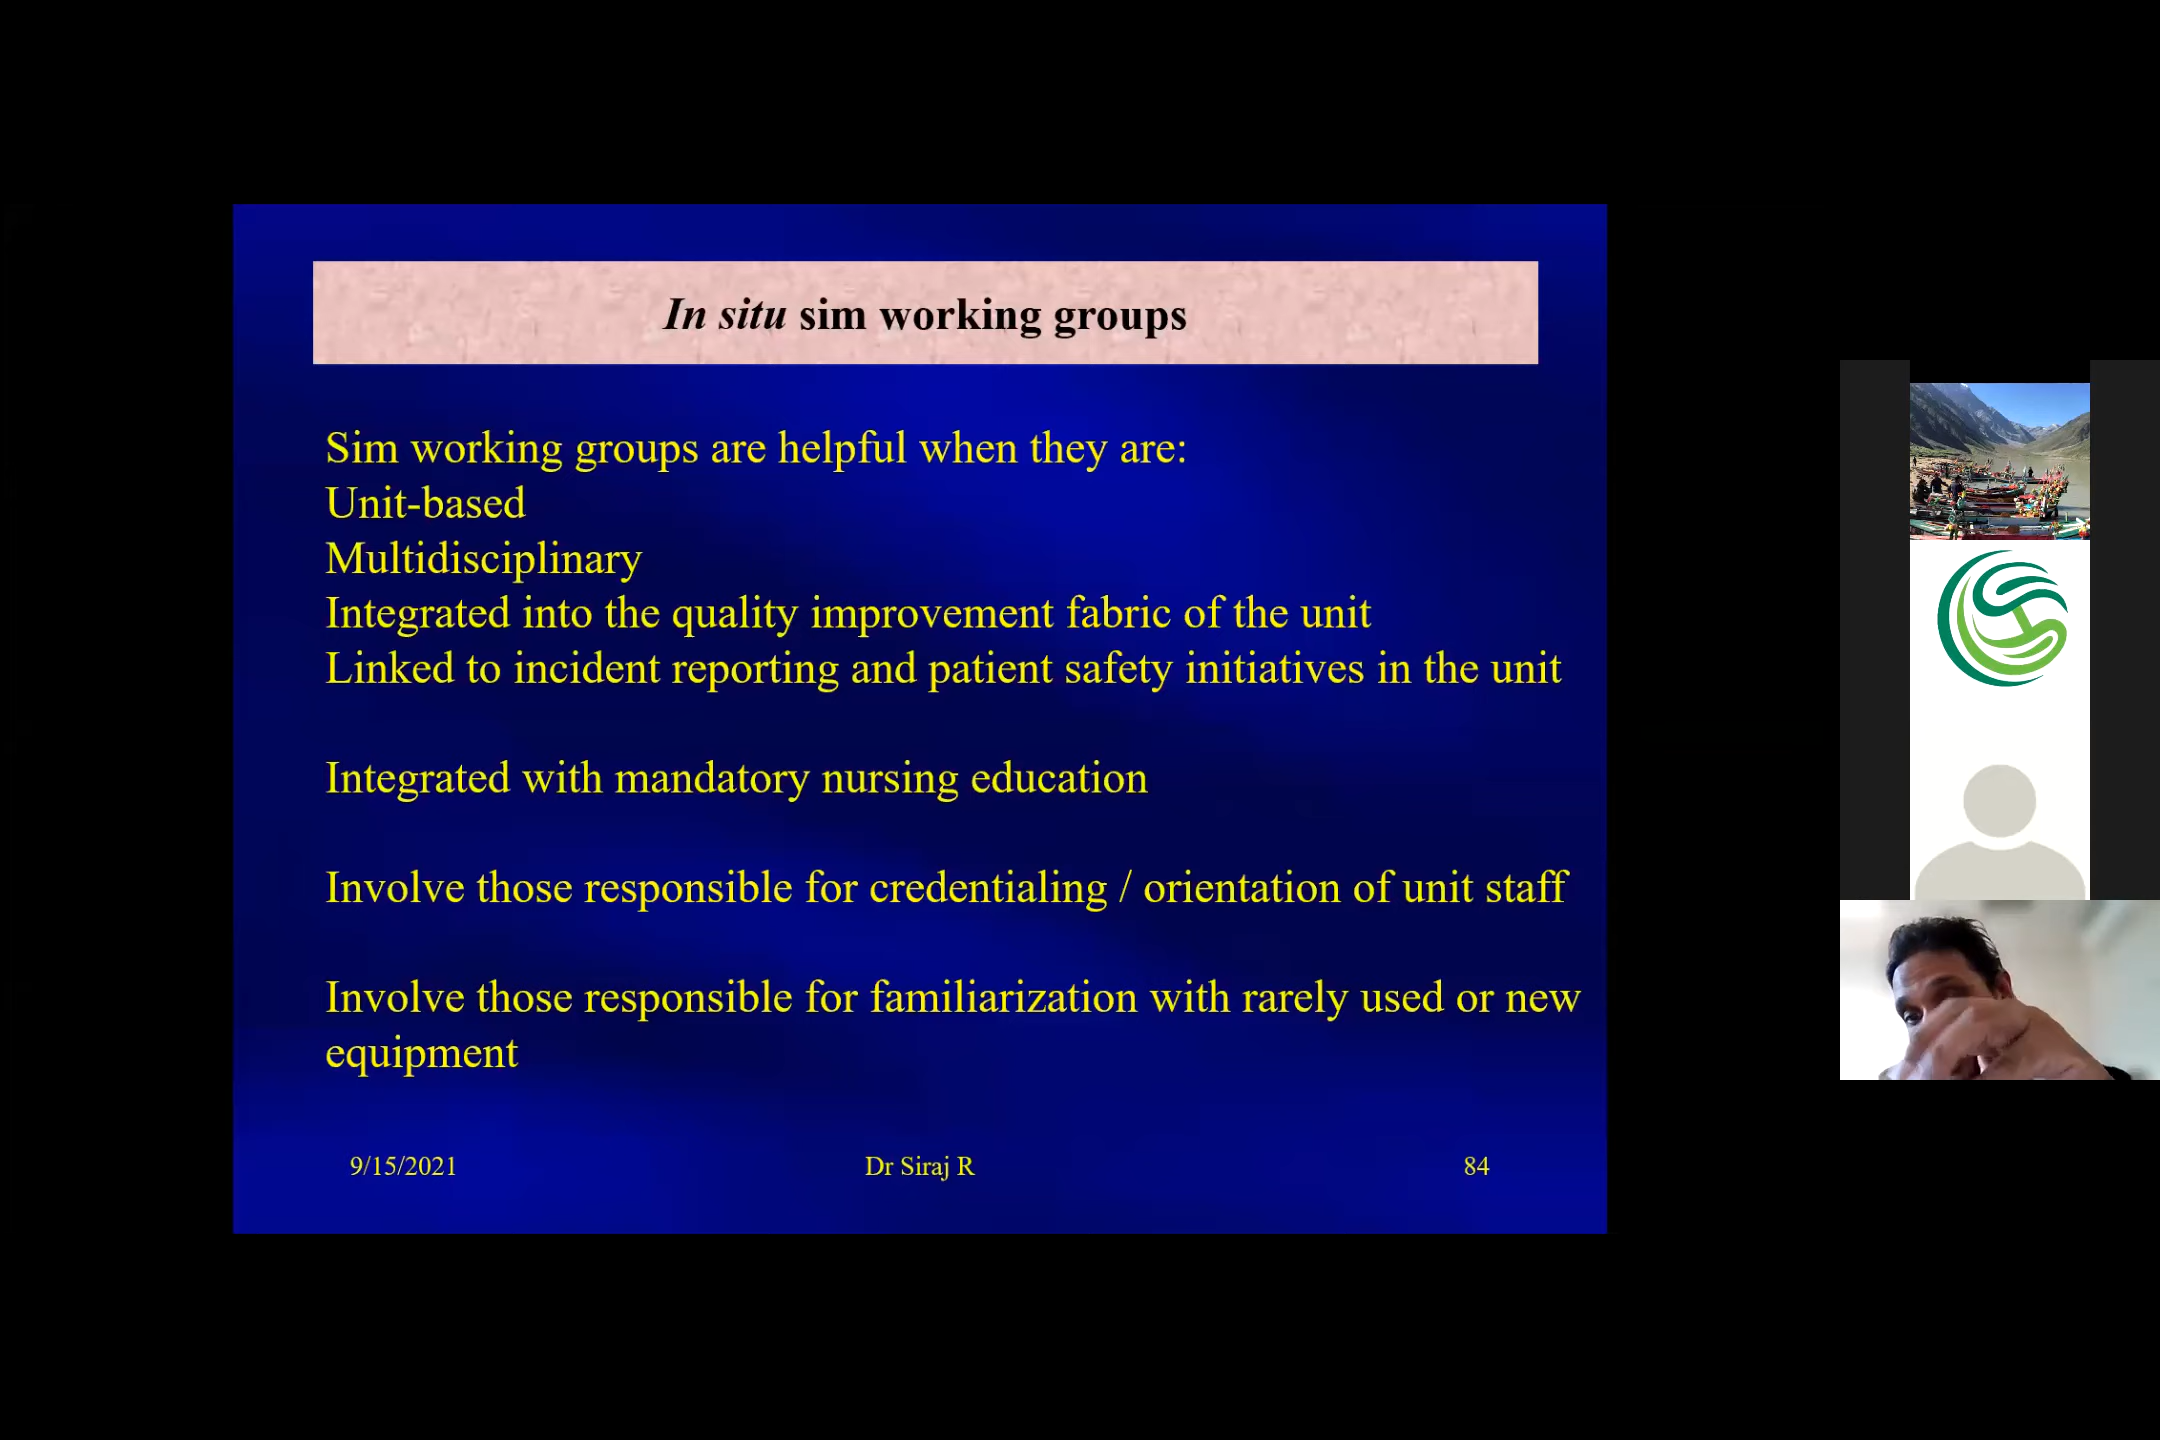 In situ sim working groups
Sim working groups are helpful when they are:
Unit-based
Multidisciplinary
Integrated into the quality improvement fabric of the unit
Linked to incident reporting and patient safety initiatives in the unit
Integrated with mandatory nursing education
Involve those responsible for credentialing / orientation of unit staff
Involve those responsible for familiarization with rarely used or new
equipment
9/15/2021
Dr Siraj R
84